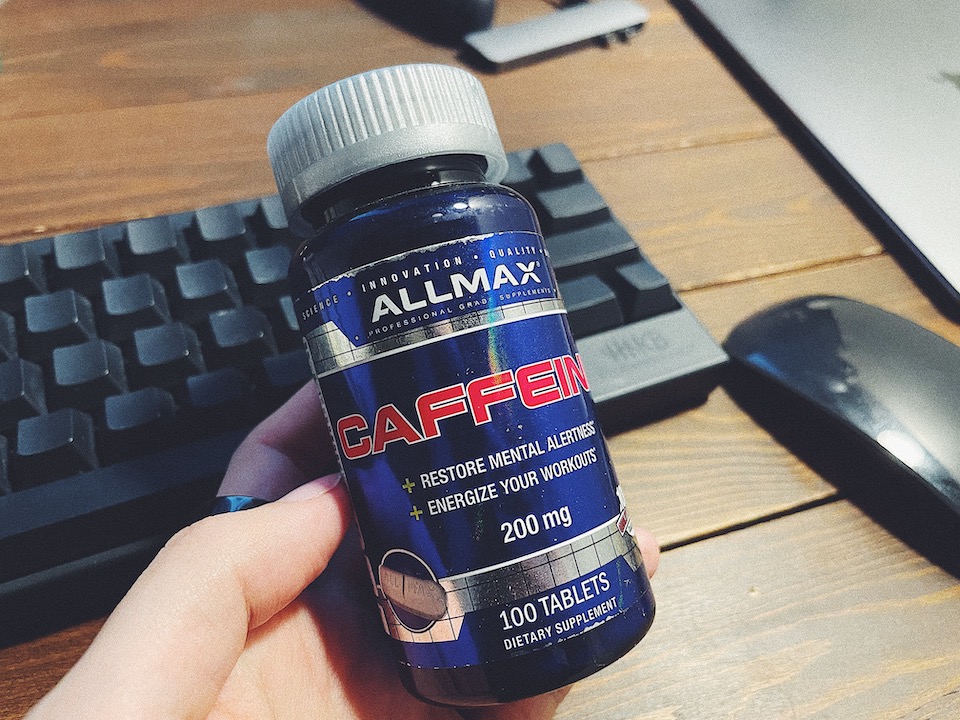 SCIENCE • INNOVATION • QUALITY •
ALLMAX
PROFESSIONAL GRADE SUPPLEMENTS
CAFFEIN
+ RESTORE MENTAL ALERTNESS*
+ ENERGIZE YOUR WORKOUTS*
200 mg
100 TABLETS
DIETARY SUPPLEMENT
HHKB